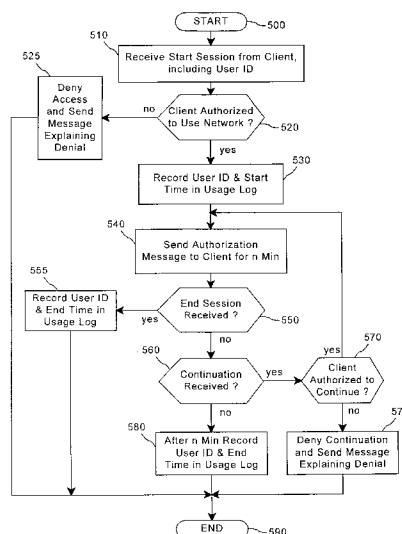 START
500
510
Receive Start Session from Client,
including User ID
525
Deny
Access
and Send
Message
Explaining
Denial
no
Client Authorized
to Use Network ?
520
yes
530
Record User ID & Start
Time in Usage Log
540
Send Authorization
Message to Client for n Min
555
Record User ID
& End Time in
Usage Log
yes
End Session
Received ?
550
no
560
Continuation
Received ?
yes
570
yes
Client
Authorized to
Continue ?
no
no
580
After n Min Record
User ID & End
Time in Usage Log
57
Deny Continuation
and Send Message
Explaining Denial
END
590